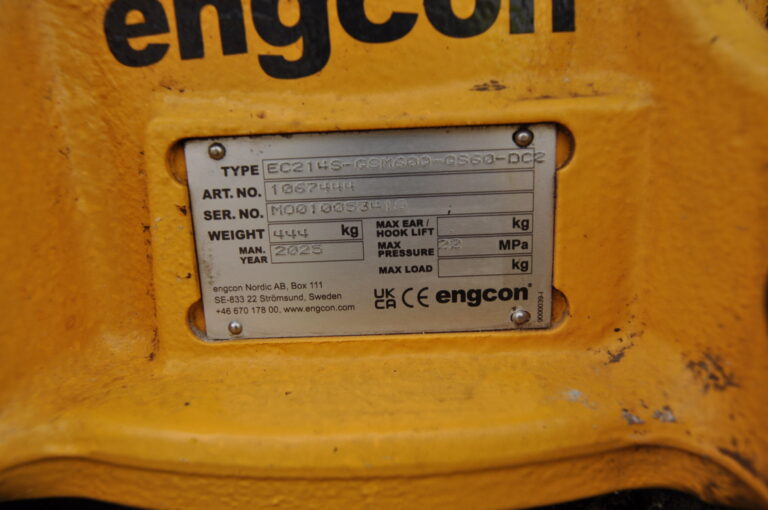 engcon
TYPE EC214S-QSM600-QS60-DC2
ART. NO. 1067444
SER. NO.
WEIGHT 444 kg
MAN. YEAR 2025
MAX EAR / HOOK LIFT kg
MAX PRESSURE 22 MPa
MAX LOAD kg
engcon Nordic AB, Box 111
SE-833 22 Strömsund, Sweden
+46 670 178 00, www.engcon.com
UK CA CE engcon®